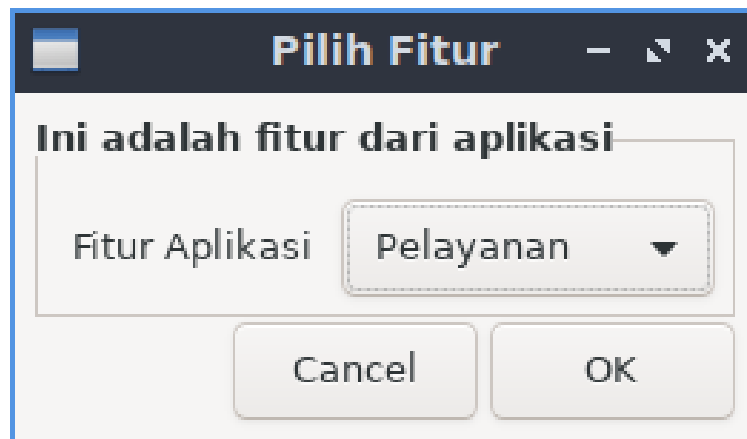 Pilih Fitur
Ini adalah fitur dari aplikasi
Fitur Aplikasi Pelayanan
Cancel OK